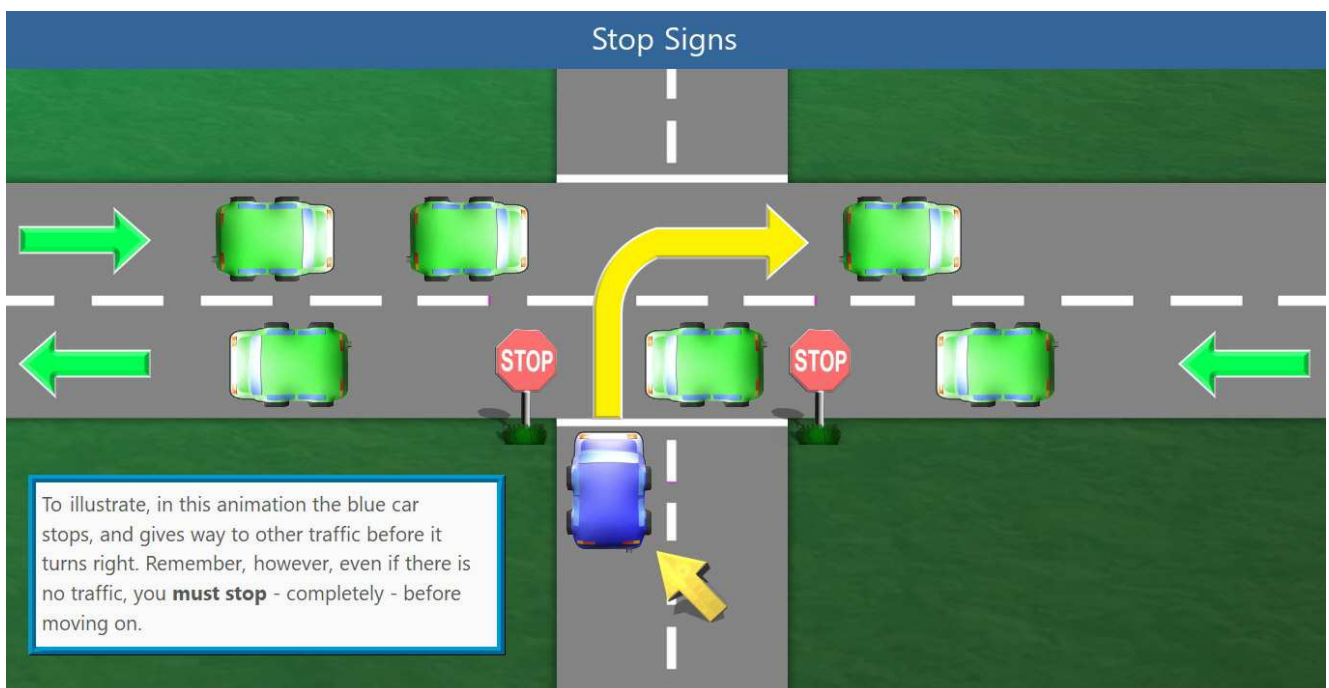 Stop Signs
STOP
STOP
To illustrate, in this animation the blue car
stops, and gives way to other traffic before it
turns right. Remember, however, even if there is
no traffic, you must stop - completely - before
moving on.